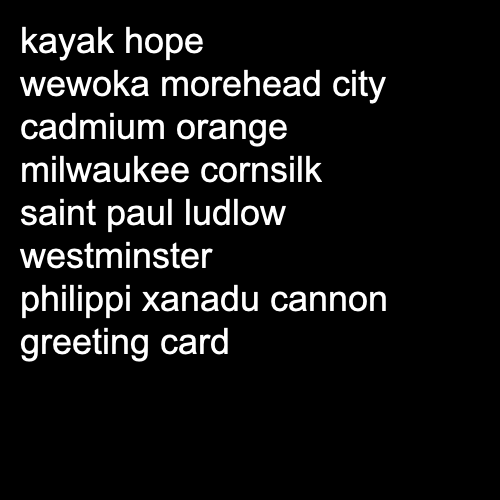 kayak hope
wewoka morehead city
cadmium orange
milwaukee cornsilk
saint paul ludlow
westminster
philippi xanadu cannon
greeting card